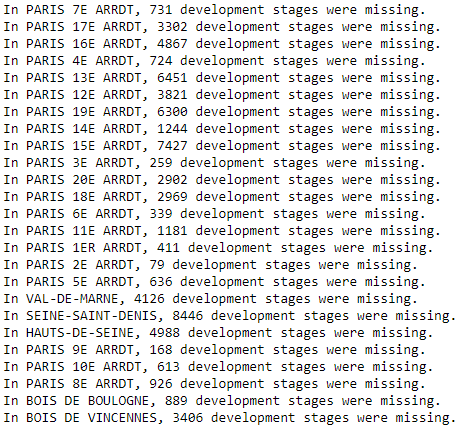 In PARIS 7E ARRDT, 731 development stages were missing.
In PARIS 17E ARRDT, 3302 development stages were missing.
In PARIS 16E ARRDT, 4867 development stages were missing.
In PARIS 4E ARRDT, 724 development stages were missing.
In PARIS 13E ARRDT, 6451 development stages were missing.
In PARIS 12E ARRDT, 3821 development stages were missing.
In PARIS 19E ARRDT, 6300 development stages were missing.
In PARIS 14E ARRDT, 1244 development stages were missing.
In PARIS 15E ARRDT, 7427 development stages were missing.
In PARIS 3E ARRDT, 259 development stages were missing.
In PARIS 20E ARRDT, 2902 development stages were missing.
In PARIS 18E ARRDT, 2969 development stages were missing.
In PARIS 6E ARRDT, 339 development stages were missing.
In PARIS 11E ARRDT, 1181 development stages were missing.
In PARIS 1ER ARRDT, 411 development stages were missing.
In PARIS 2E ARRDT, 79 development stages were missing.
In PARIS 5E ARRDT, 636 development stages were missing.
In VAL-DE-MARNE, 4126 development stages were missing.
In SEINE-SAINT-DENIS, 8446 development stages were missing.
In HAUTS-DE-SEINE, 4988 development stages were missing.
In PARIS 9E ARRDT, 168 development stages were missing.
In PARIS 10E ARRDT, 613 development stages were missing.
In PARIS 8E ARRDT, 926 development stages were missing.
In BOIS DE BOULOGNE, 889 development stages were missing.
In BOIS DE VINCENNES, 3406 development stages were missing.